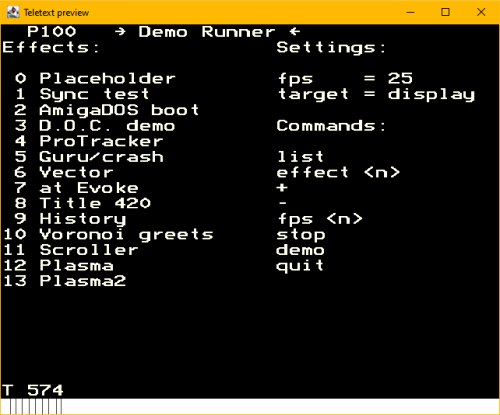 Teletext preview
P100 → Demo Runner ←
Effects: Settings:
0 Placeholder fps = 25
1 Sync test target = display
2 AmigaDOS boot
3 D.O.C. demo Commands:
4 ProTracker
5 Guru/crash list
6 Vector effect <n>
7 at Evoke +
8 Title 420 -
9 History fps <n>
10 Voronoi greets stop
11 Scroller demo
12 Plasma quit
13 Plasma2
T 574